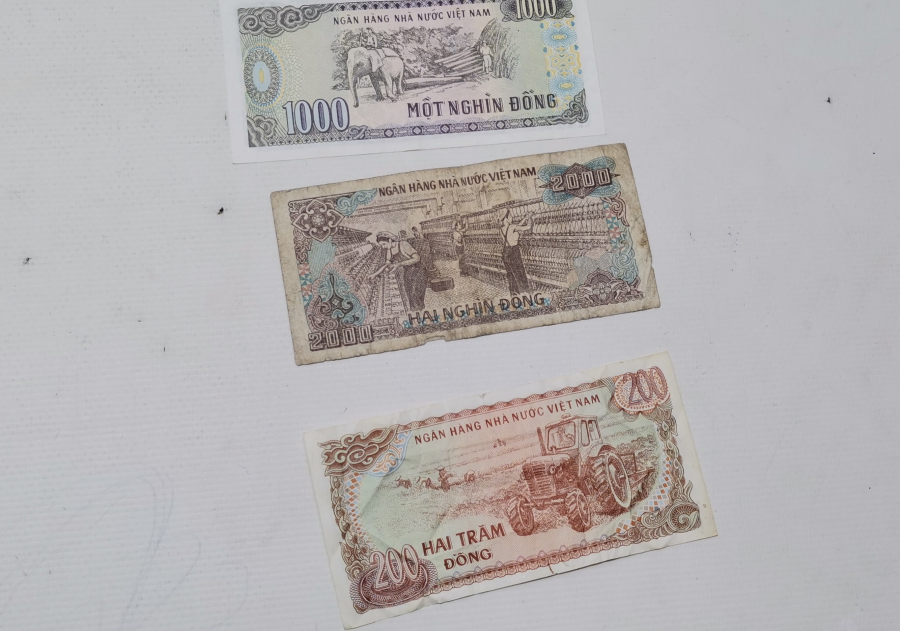 1000
NGÂN HÀNG NHÀ NƯỚC VIỆT NAM
1000
MỘT NGHÌN ĐỒNG
NGÂN HÀNG NHÀ NƯỚC VIỆT NAM
2000
HAI NGHÌN ĐỒNG
2000
200
NGÂN HÀNG NHÀ NƯỚC VIỆT NAM
HAI TRĂM
ĐỒNG
200